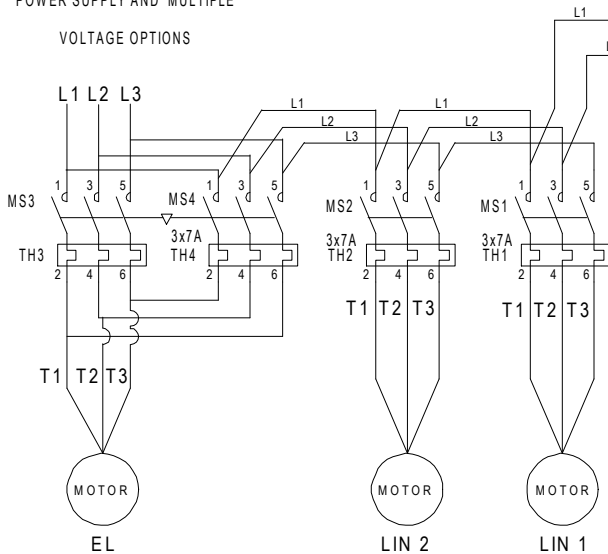 POWER SUPPLY AND MULTIPLE
VOLTAGE OPTIONS
L1
L1 L2 L3
L1
L1
L2
L2
L3
L3
1 3 5
1 3 5
1 3 5
1 3 5
MS3
MS4
MS2
MS1
3x7A
3x7A
3x7A
TH3
TH4
TH2
TH1
2 4 6
2 4 6
2 4 6
2 4 6
T1 T2 T3
T1 T2 T3
T1 T2 T3
MOTOR
MOTOR
MOTOR
EL
LIN 2
LIN 1